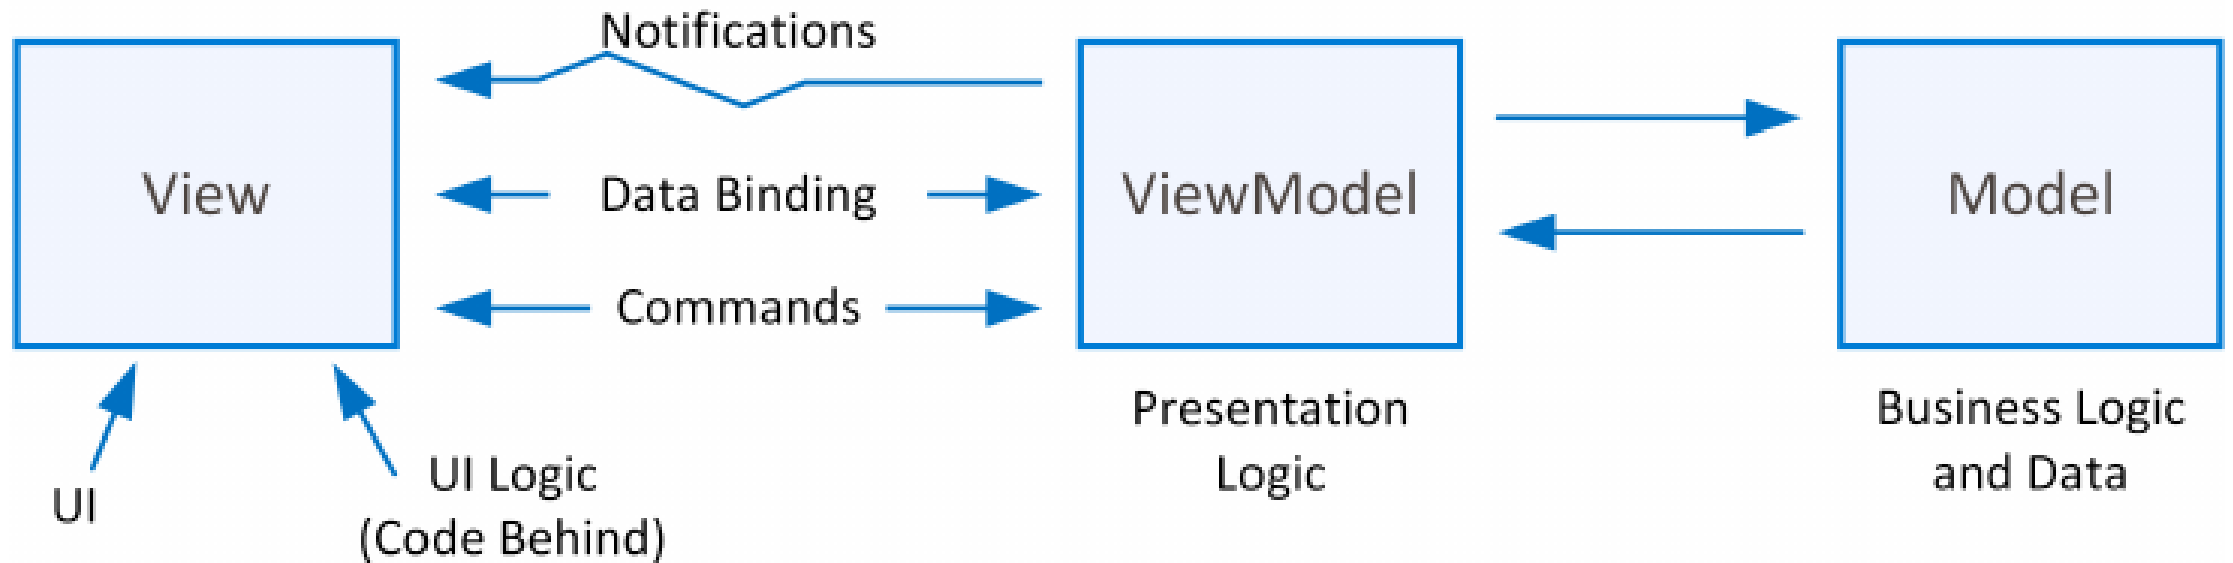 Notifications
View
Data Binding
ViewModel
Model
Commands
Presentation
Logic
Business Logic
and Data
UI
UI Logic
(Code Behind)